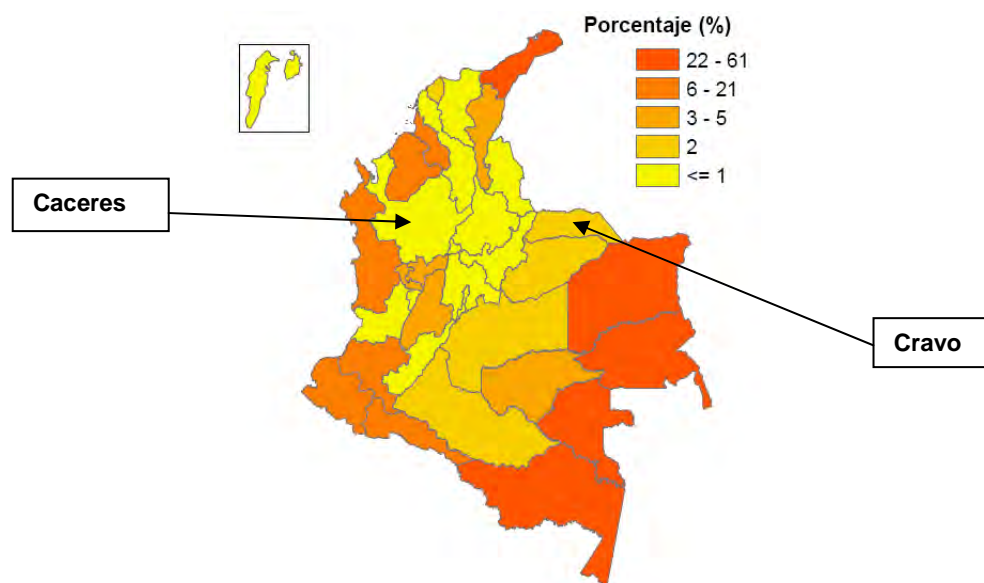 Porcentaje (%)
22 - 61
6 - 21
3 - 5
2
<= 1
Caceres
Cravo